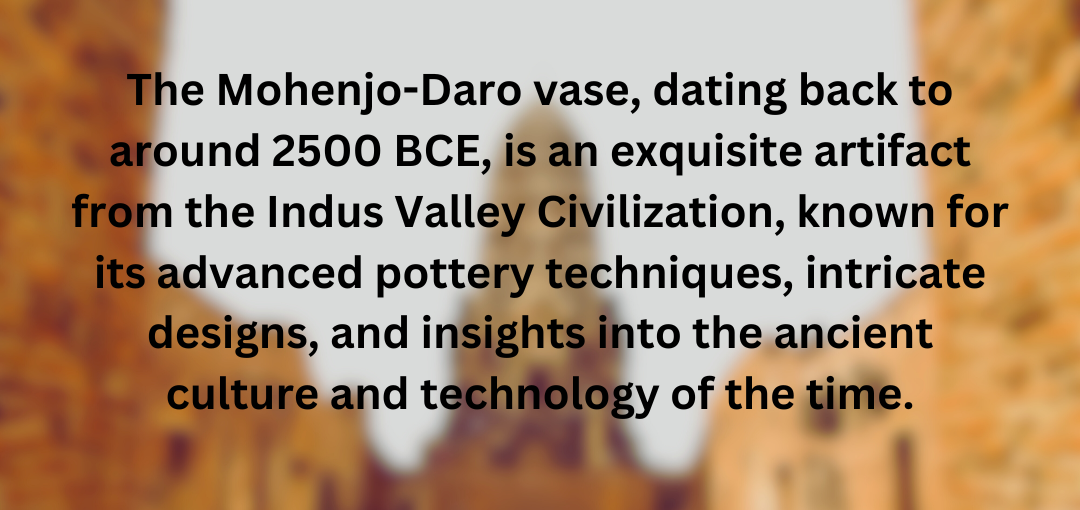 The Mohenjo-Daro vase, dating back to
around 2500 BCE, is an exquisite artifact
from the Indus Valley Civilization, known for
its advanced pottery techniques, intricate
designs, and insights into the ancient
culture and technology of the time.